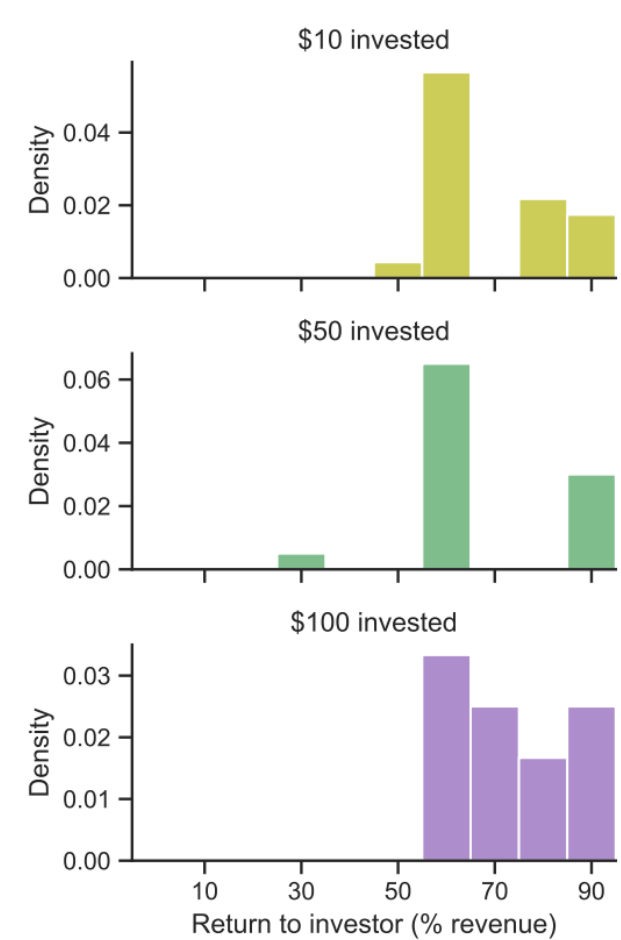 $10 invested
Density
0.04
0.02
0.00
$50 invested
Density
0.06
0.04
0.02
0.00
$100 invested
Density
0.03
0.02
0.01
0.00
10 30 50 70 90
Return to investor (% revenue)